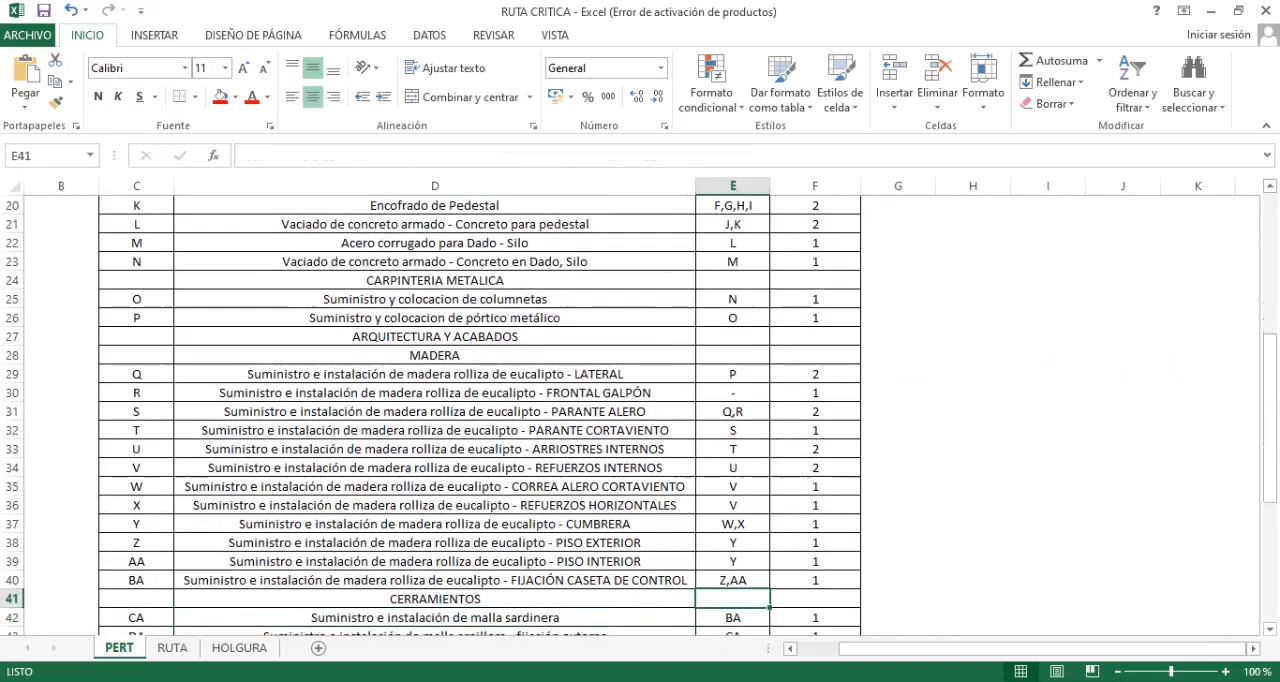 RUTA CRITICA - Excel (Error de activación de productos)
ARCHIVO INICIO INSERTAR DISEÑO DE PÁGINA FÓRMULAS DATOS REVISAR VISTA Iniciar sesión
Calibri 11 Ajustar texto General Autosuma
Pegar N K S Combinar y centrar % 000 Formato condicional Dar formato como tabla Estilos de celda Insertar Eliminar Formato Rellenar Borrar Ordenar y filtrar Buscar y seleccionar
Portapapeles Fuente Alineación Número Estilos Celdas Modificar
E41 fx
B C D E F G H I J K
20 K Encofrado de Pedestal F,G,H,I 2
21 L Vaciado de concreto armado - Concreto para pedestal J,K 2
22 M Acero corrugado para Dado - Silo L 1
23 N Vaciado de concreto armado - Concreto en Dado, Silo M 1
24 CARPINTERIA METALICA
25 O Suministro y colocacion de columnetas N 1
26 P Suministro y colocacion de pórtico metálico O 1
27 ARQUITECTURA Y ACABADOS
28 MADERA
29 Q Suministro e instalación de madera rolliza de eucalipto - LATERAL P 2
30 R Suministro e instalación de madera rolliza de eucalipto - FRONTAL GALPÓN - 1
31 S Suministro e instalación de madera rolliza de eucalipto - PARANTE ALERO Q,R 2
32 T Suministro e instalación de madera rolliza de eucalipto - PARANTE CORTAVIENTO S 1
33 U Suministro e instalación de madera rolliza de eucalipto - ARRIOSTRES INTERNOS T 2
34 V Suministro e instalación de madera rolliza de eucalipto - REFUERZOS INTERNOS U 2
35 W Suministro e instalación de madera rolliza de eucalipto - CORREA ALERO CORTAVIENTO V 1
36 X Suministro e instalación de madera rolliza de eucalipto - REFUERZOS HORIZONTALES V 1
37 Y Suministro e instalación de madera rolliza de eucalipto - CUMBRERA W,X 1
38 Z Suministro e instalación de madera rolliza de eucalipto - PISO EXTERIOR Y 1
39 AA Suministro e instalación de madera rolliza de eucalipto - PISO INTERIOR Y 1
40 BA Suministro e instalación de madera rolliza de eucalipto - FIJACIÓN CASETA DE CONTROL Z,AA 1
41 CERRAMIENTOS
42 CA Suministro e instalación de malla sardinera BA 1
PERT RUTA HOLGURA
LISTO 100 %